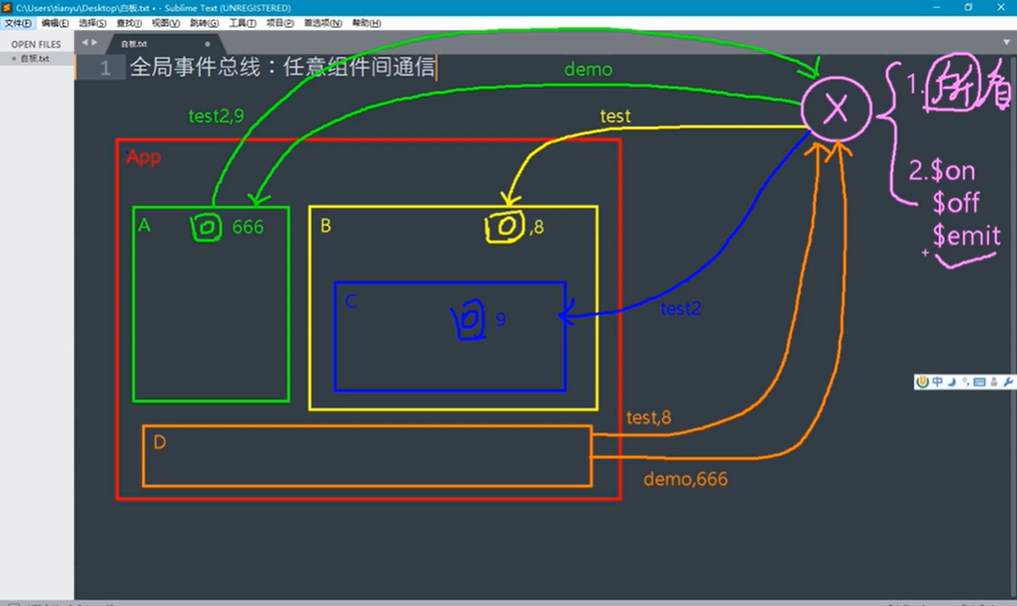 C:\Users\tianyu\Desktop\白板.txt • - Sublime Text (UNREGISTERED)
文件(F) 编辑(E) 选择(S) 查找(I) 视图(V) 跳转(G) 工具(T) 项目(P) 首选项(N) 帮助(H)
OPEN FILES
白板.txt
白板.txt
1 全局事件总线：任意组件间通信
demo
test2,9
test
X
1.所 看
2.$on
$off
$emit
App
A 666
B ,8
C 9
test2
中
test,8
D
demo,666